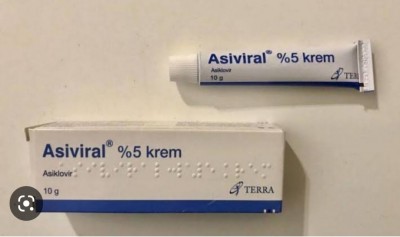 Asiviral® %5 krem
Asiklovir
10 g
TERRA
Asiviral® %5 krem
Asiklovir
10 g
TERRA